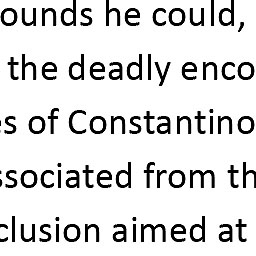 ounds he could,
the deadly enco
es of Constantino
ssociated from th
clusion aimed at